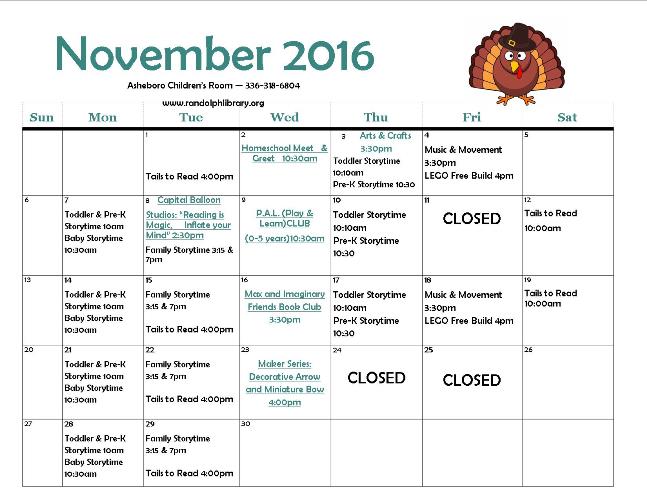 November 2016
Asheboro Children's Room — 336-318-6804
www.randolphlibrary.org
Sun Mon Tue Wed Thu Fri Sat
1
Tails to Read 4:00pm
2
Homeschool Meet &
Greet 10:30am
3 Arts & Crafts
3:30pm
Toddler Storytime
10:10am
Pre-K Storytime 10:30
4
Music & Movement
3:30pm
LEGO Free Build 4pm
5
6
7
Toddler & Pre-K
Storytime 10am
Baby Storytime
10:30am
8 Capital Balloon
Studios: "Reading is
Magic, Inflate your
Mind" 2:30pm
Family Storytime 3:15 &
7pm
9
P.A.L. (Play &
Learn)CLUB
(0-5 years)10:30am
10
Toddler Storytime
10:10am
Pre-K Storytime
10:30
11
CLOSED
12
Tails to Read
10:00am
13
14
Toddler & Pre-K
Storytime 10am
Baby Storytime
10:30am
15
Family Storytime
3:15 & 7pm
Tails to Read 4:00pm
16
Max and Imaginary
Friends Book Club
3:30pm
17
Toddler Storytime
10:10am
Pre-K Storytime
10:30
18
Music & Movement
3:30pm
LEGO Free Build 4pm
19
Tails to Read
10:00am
20
21
Toddler & Pre-K
Storytime 10am
Baby Storytime
10:30am
22
Family Storytime
3:15 & 7pm
Tails to Read 4:00pm
23
Maker Series:
Decorative Arrow
and Miniature Bow
4:00pm
24
CLOSED
25
CLOSED
26
27
28
Toddler & Pre-K
Storytime 10am
Baby Storytime
10:30am
29
Family Storytime
3:15 & 7pm
Tails to Read 4:00pm
30